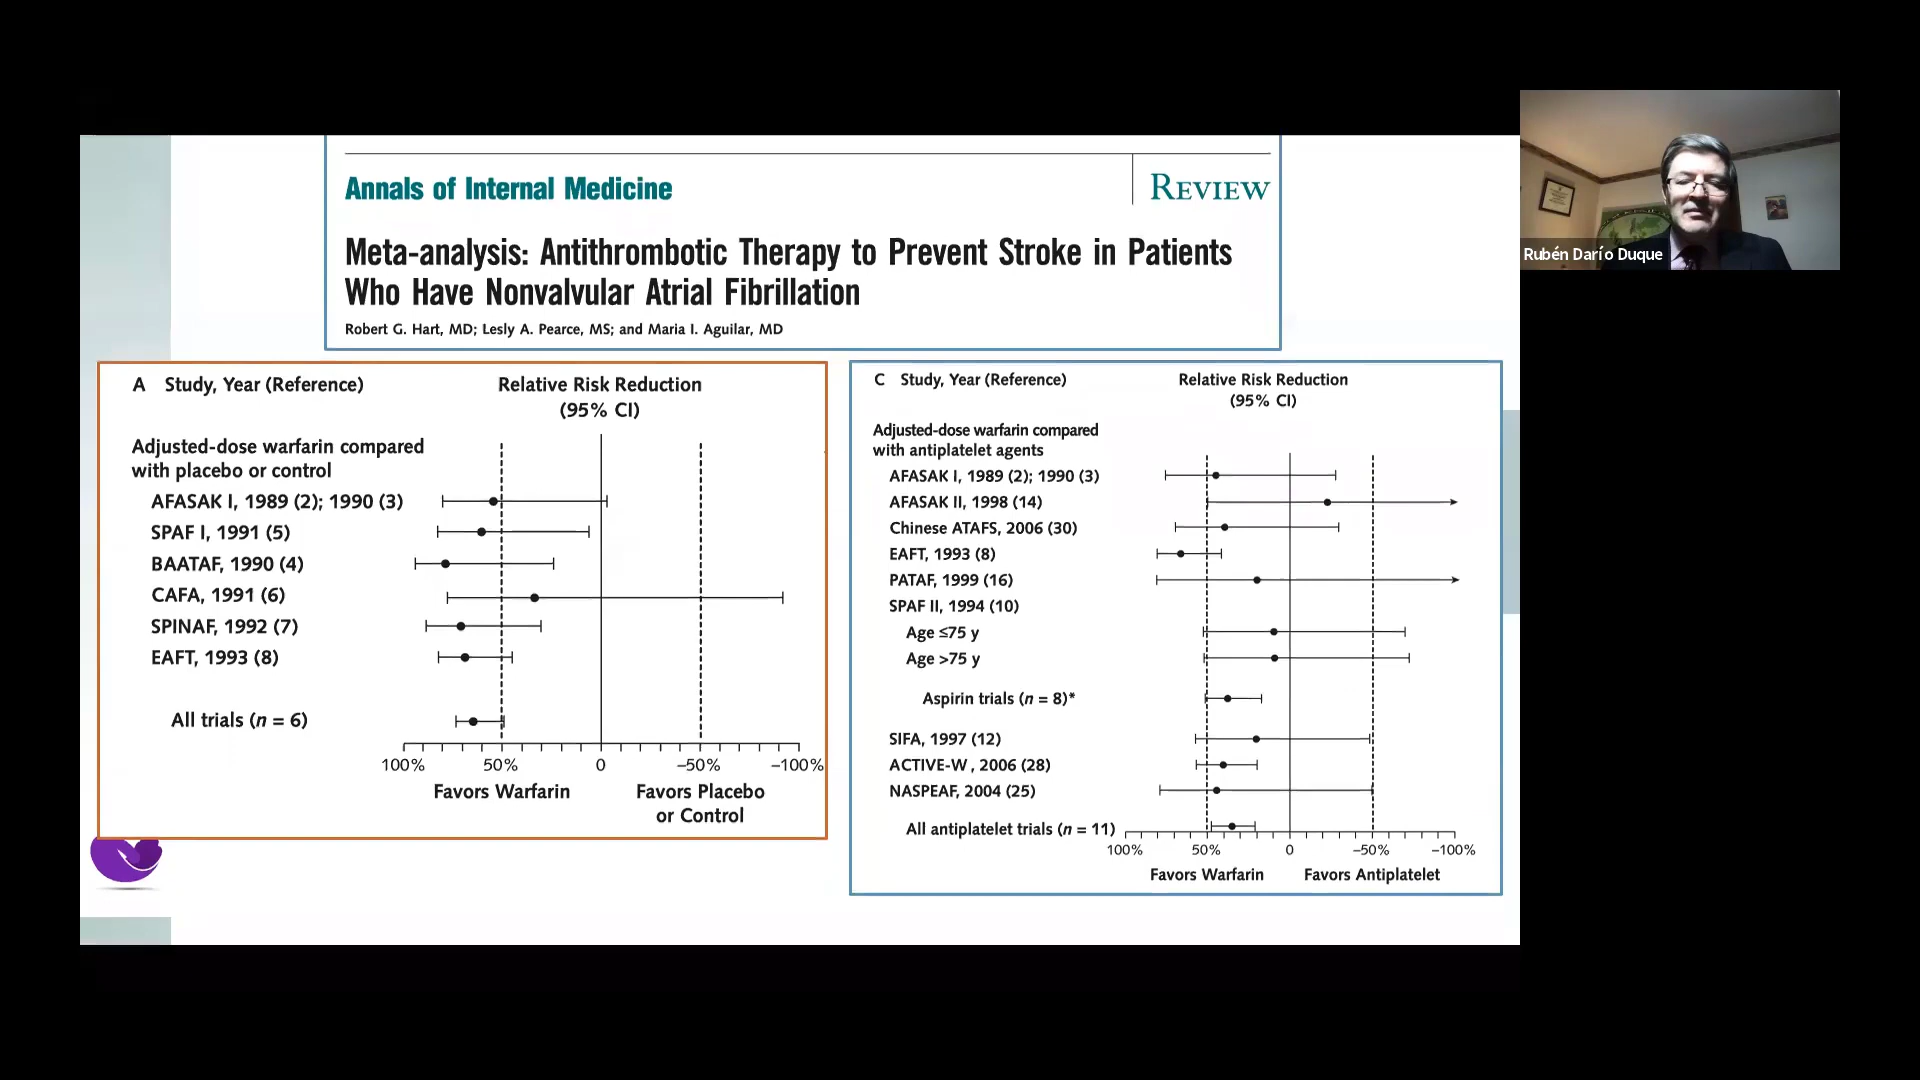 Annals of Internal Medicine
REVIEW
Meta-analysis: Antithrombotic Therapy to Prevent Stroke in Patients
Who Have Nonvalvular Atrial Fibrillation
Robert G. Hart, MD; Lesly A. Pearce, MS; and Maria I. Aguilar, MD
Rubén Darío Duque
A Study, Year (Reference)
Relative Risk Reduction
(95% CI)
Adjusted-dose warfarin compared
with placebo or control
AFASAK I, 1989 (2); 1990 (3)
SPAF I, 1991 (5)
BAATAF, 1990 (4)
CAFA, 1991 (6)
SPINAF, 1992 (7)
EAFT, 1993 (8)
All trials (n = 6)
100% 50% 0 –50% –100%
Favors Warfarin
Favors Placebo
or Control
C Study, Year (Reference)
Relative Risk Reduction
(95% CI)
Adjusted-dose warfarin compared
with antiplatelet agents
AFASAK I, 1989 (2); 1990 (3)
AFASAK II, 1998 (14)
Chinese ATAFS, 2006 (30)
EAFT, 1993 (8)
PATAF, 1999 (16)
SPAF II, 1994 (10)
Age ≤75 y
Age >75 y
Aspirin trials (n = 8)*
SIFA, 1997 (12)
ACTIVE-W , 2006 (28)
NASPEAF, 2004 (25)
All antiplatelet trials (n = 11)
100% 50% 0 –50% –100%
Favors Warfarin
Favors Antiplatelet